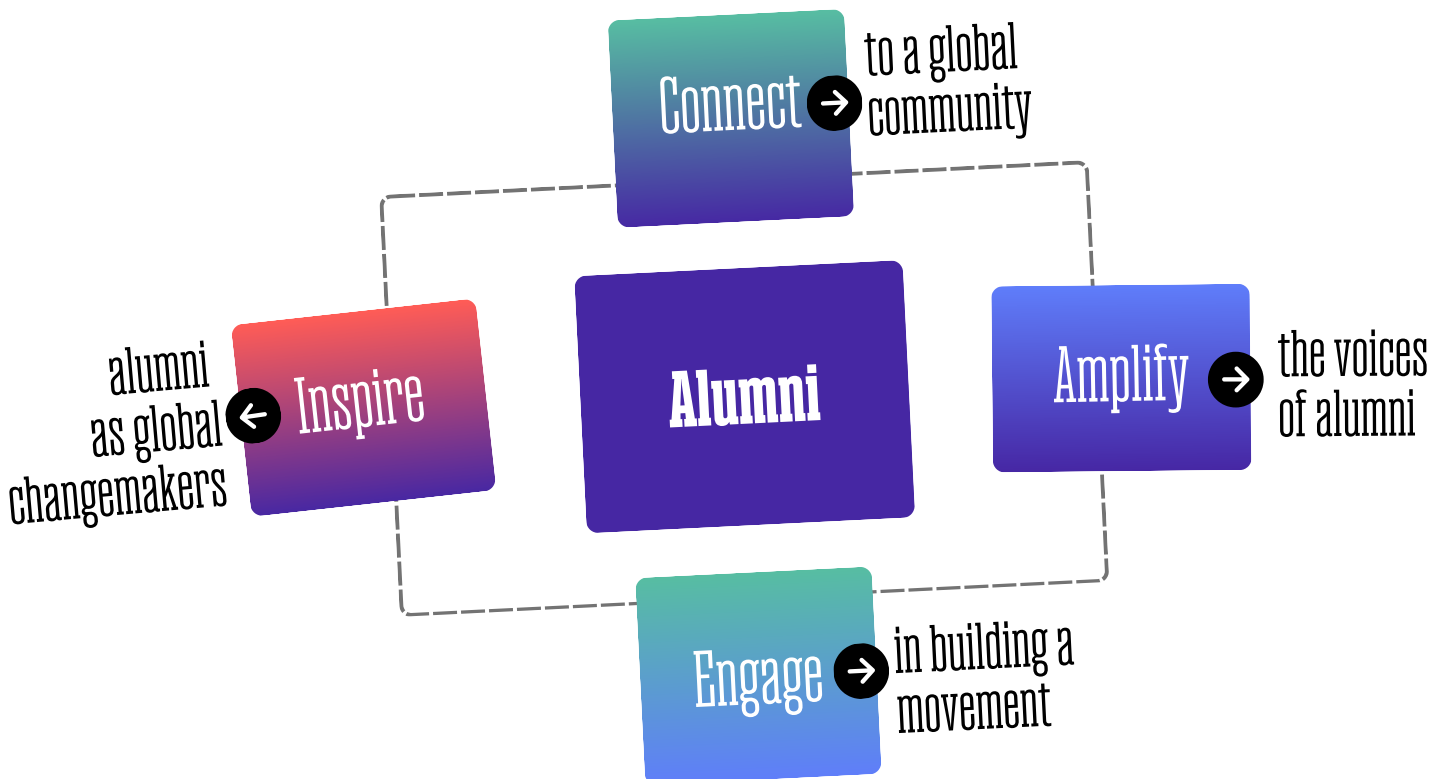 Connect
to a global
community
alumni
as global
changemakers
Inspire
Alumni
Amplify
the voices
of alumni
Engage
in building a
movement